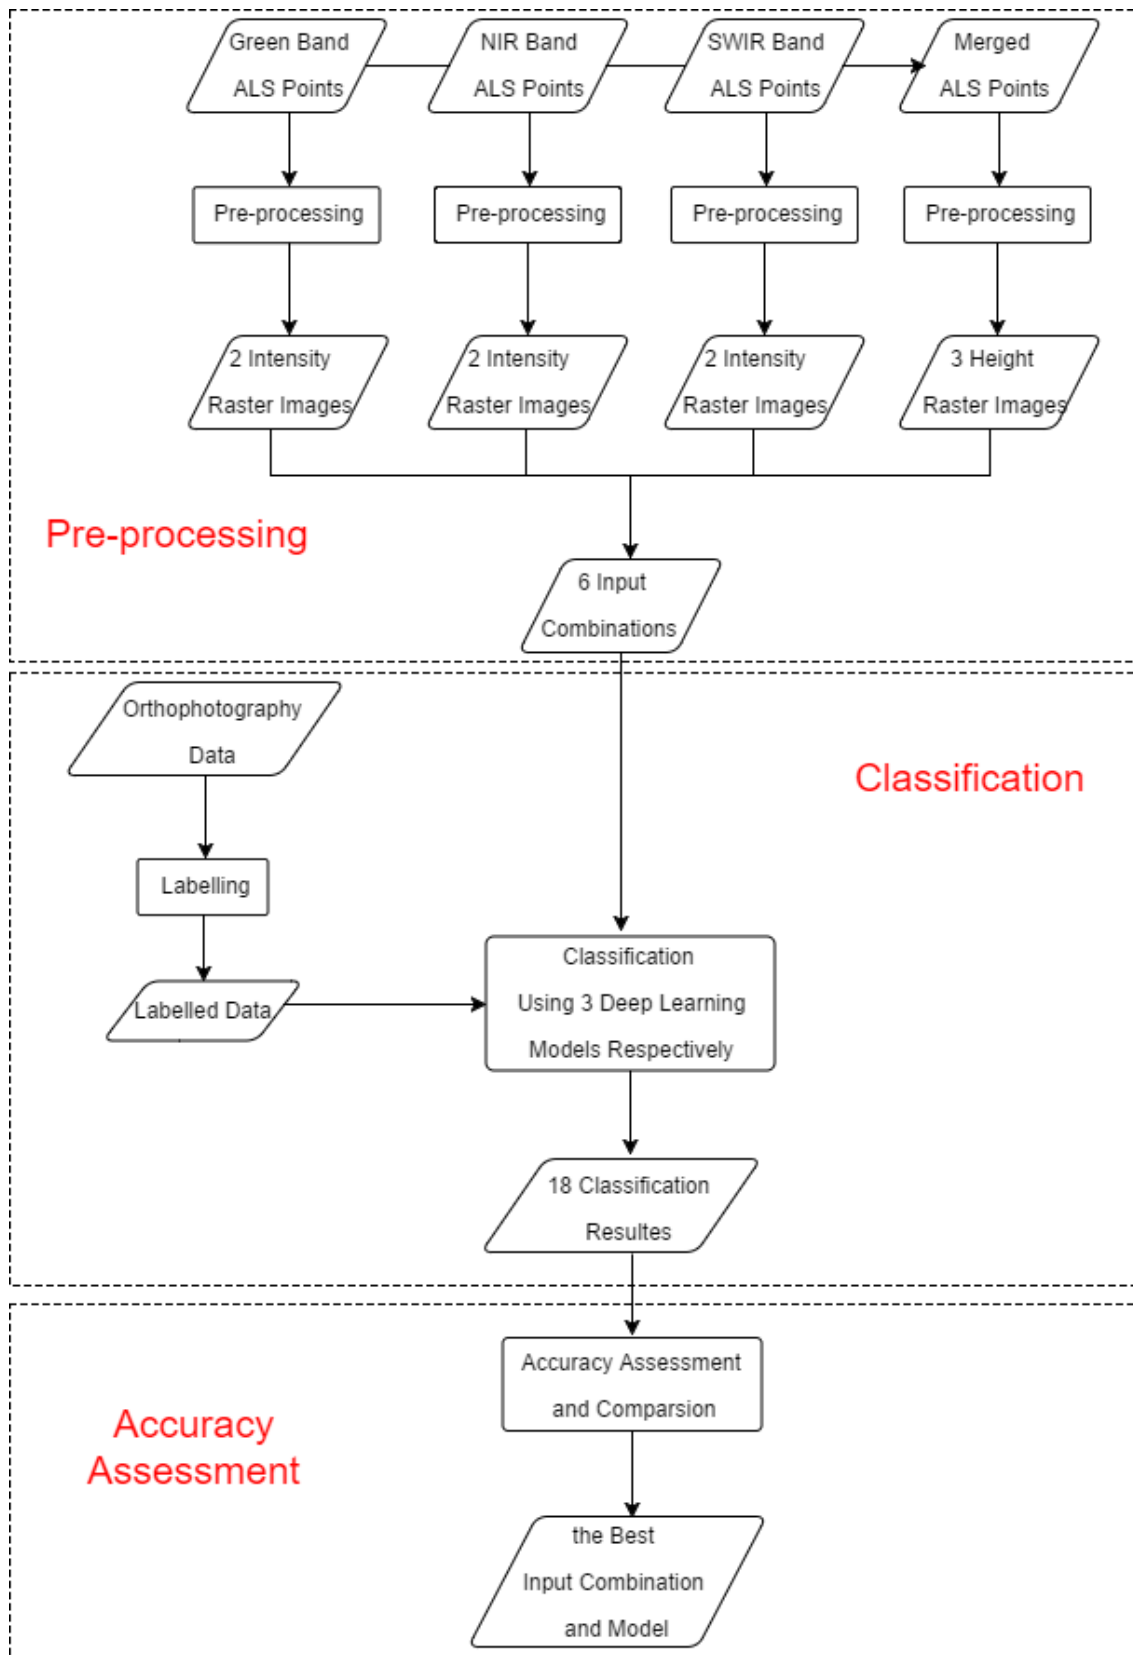 Green Band
ALS Points
NIR Band
ALS Points
SWIR Band
ALS Points
Merged
ALS Points
Pre-processing
Pre-processing
Pre-processing
Pre-processing
2 Intensity
Raster Images
2 Intensity
Raster Images
2 Intensity
Raster Images
3 Height
Raster Images
Pre-processing
6 Input
Combinations
Orthophotography
Data
Classification
Labelling
Labelled Data
Classification
Using 3 Deep Learning
Models Respectively
18 Classification
Resultes
Accuracy Assessment
and Comparsion
Accuracy
Assessment
the Best
Input Combination
and Model